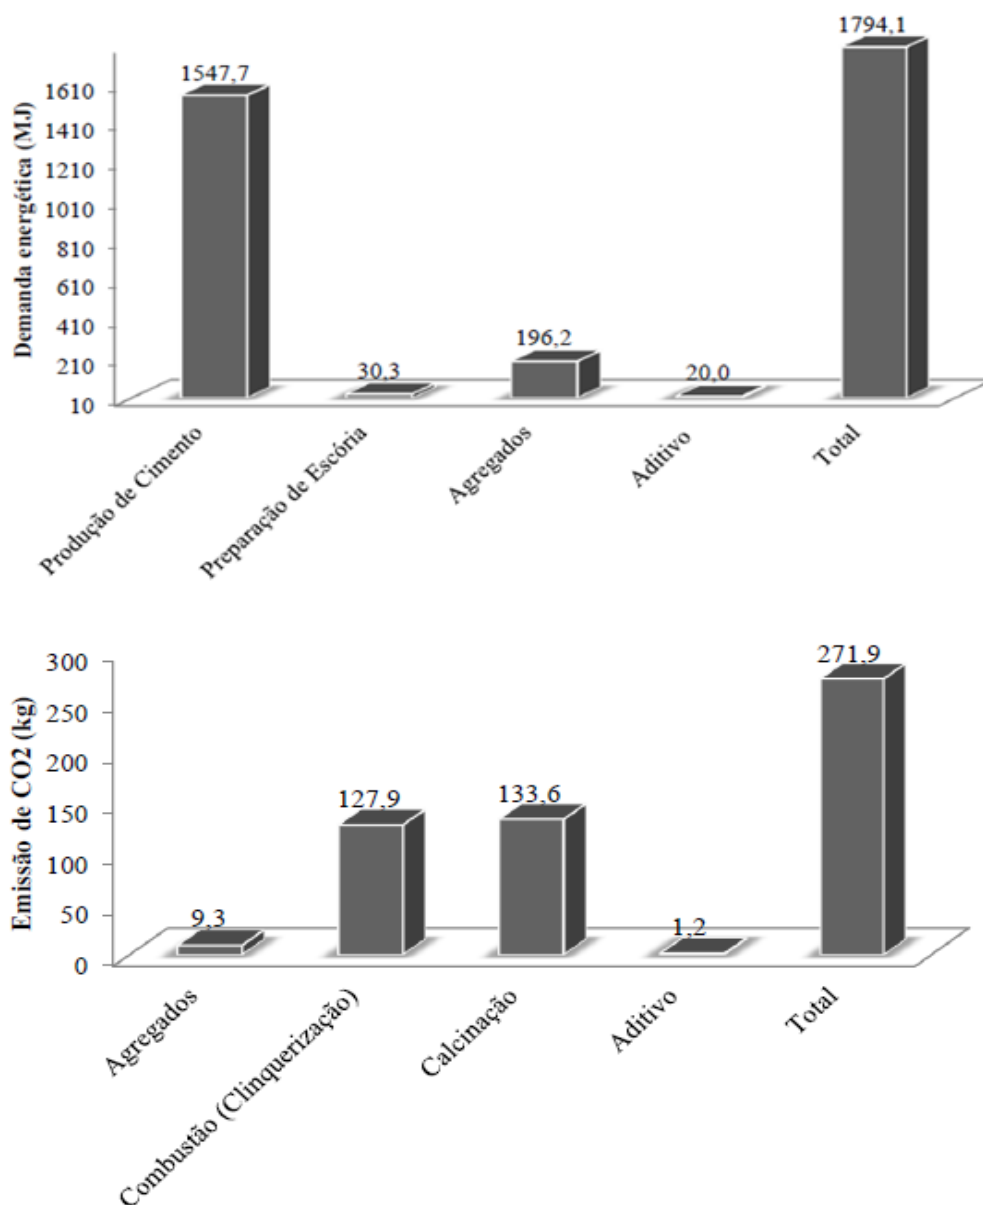 1794,1
1547,7
1610
1410
1210
1010
810
610
410
210
10
Demanda energética (MJ)
30,3
196,2
20,0
Produção de Cimento
Preparação de Escória
Agregados
Aditivo
Total
300
250
200
150
100
50
0
Emissão de CO2 (kg)
9,3
127,9
133,6
1,2
271,9
Agregados
Combustão (Clinquerização)
Calcinação
Aditivo
Total